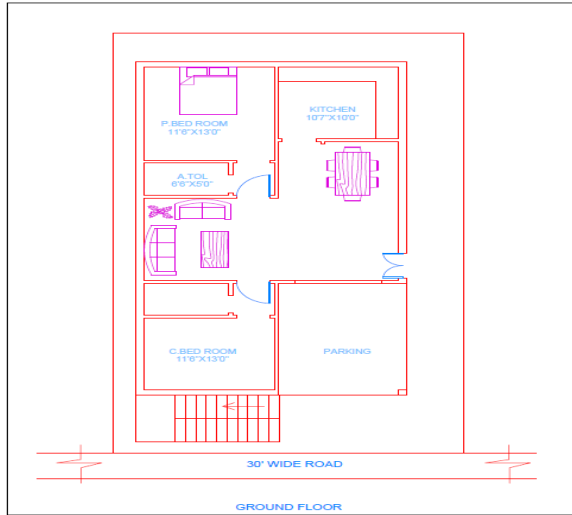 KITCHEN
10'7"X10'0"
P.BED ROOM
11'6"X13'0"
A.TOL
6'6"X5'0"
C.BED ROOM
11'6"X13'0"
PARKING
30' WIDE ROAD
GROUND FLOOR